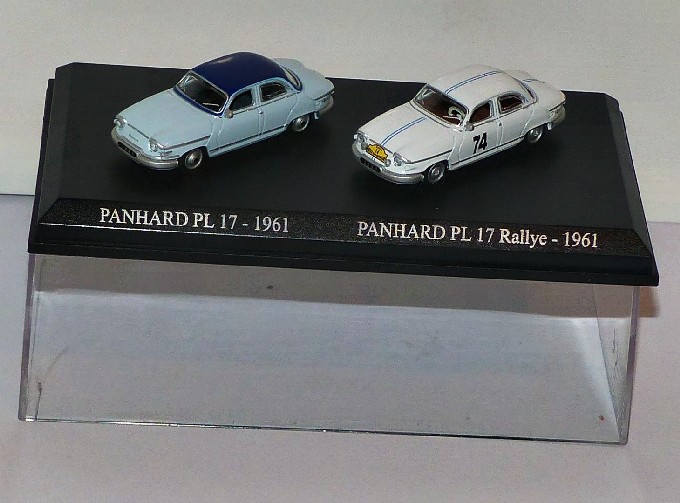 74
PANHARD PL 17 - 1961
PANHARD PL 17 Rallye - 1961